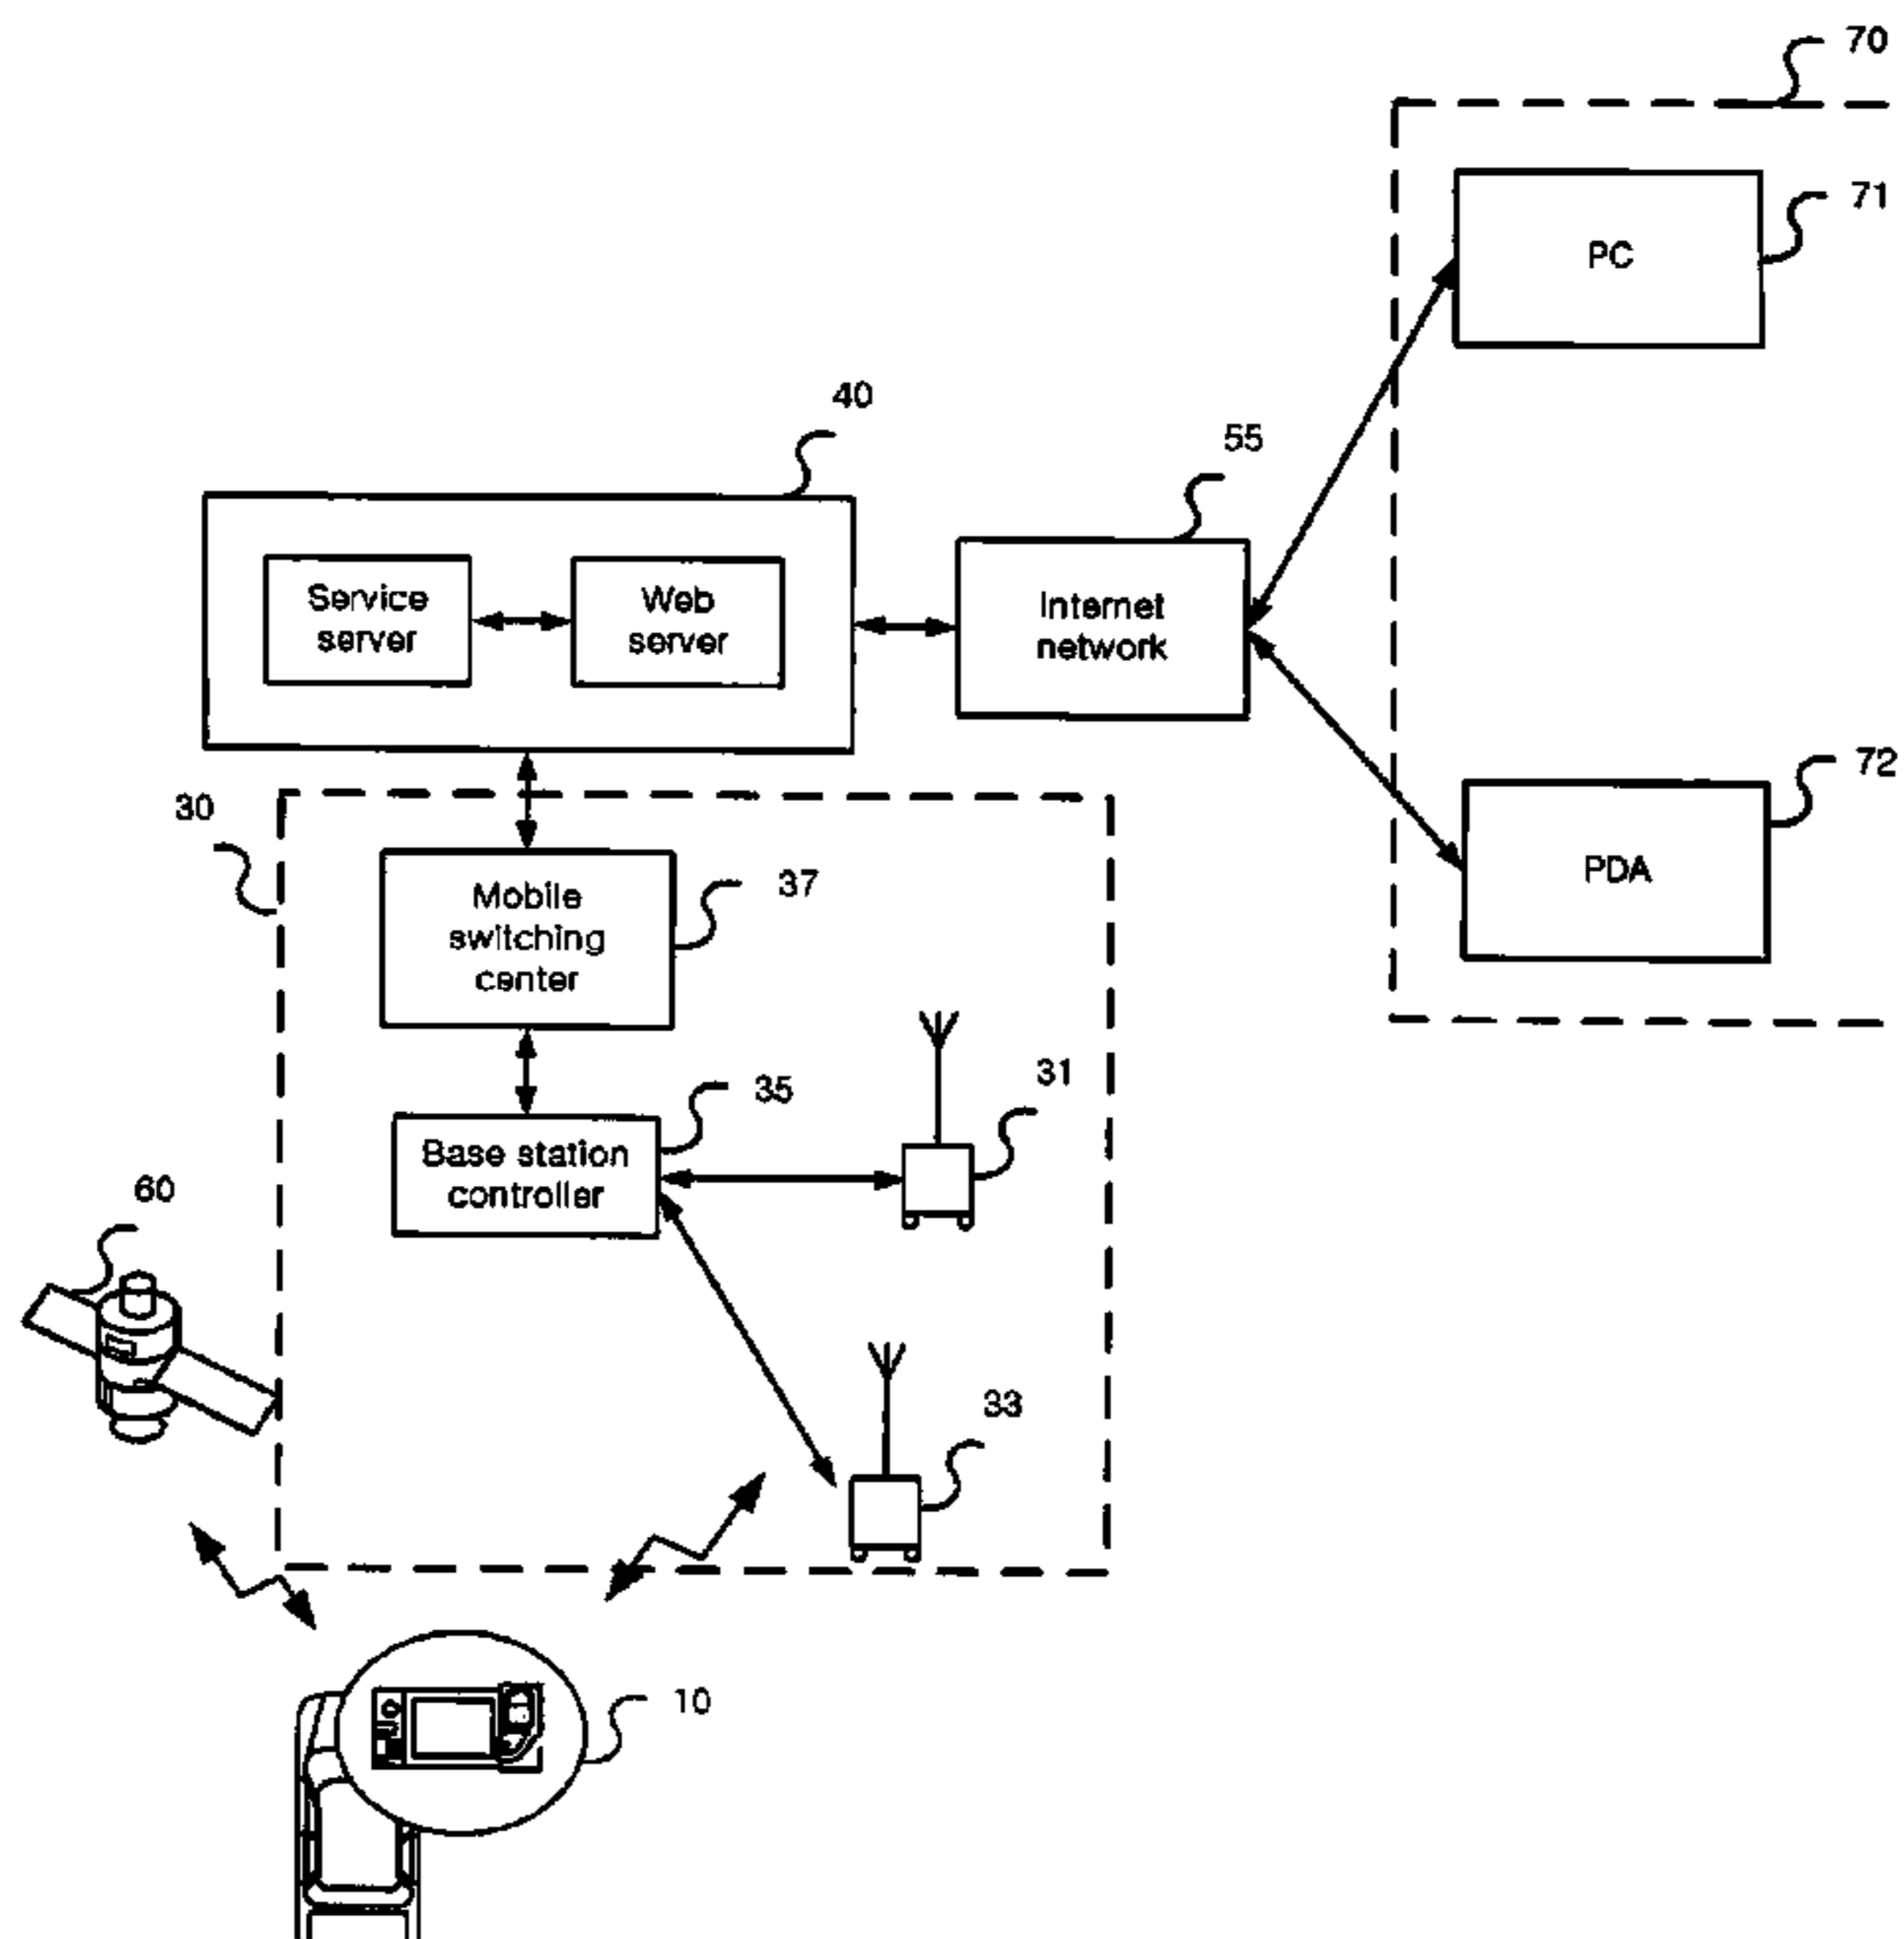 70
71
PC
40
55
Service
server
Web
server
Internet
network
72
PDA
30
37
Mobile
switching
center
31
35
Base station
controller
60
33
10